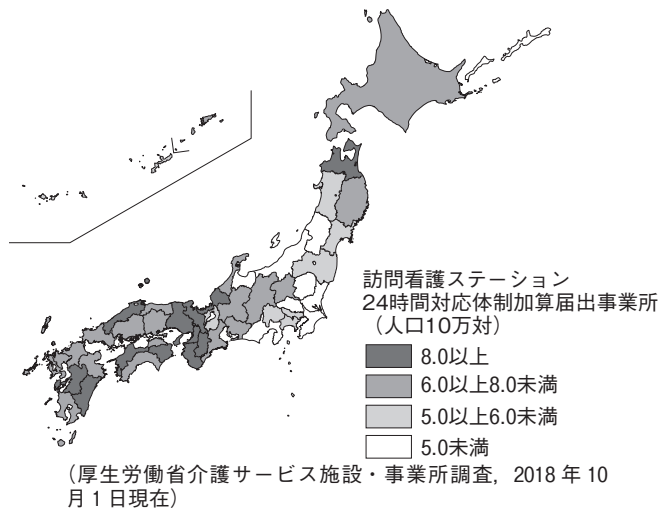 訪問看護ステーション
24時間対応体制加算届出事業所
（人口10万対）
8.0以上
6.0以上8.0未満
5.0以上6.0未満
5.0未満
（厚生労働省介護サービス施設・事業所調査，2018 年 10
月 1 日現在）